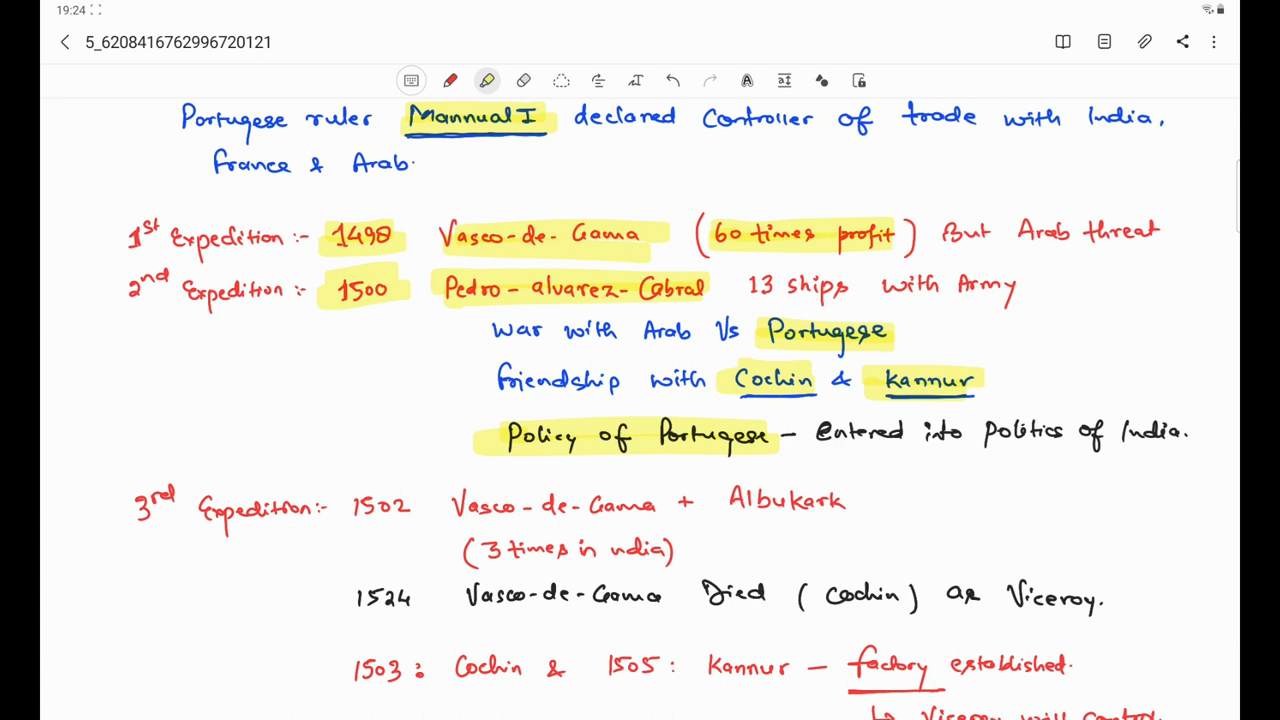 19:24
5_6208416762996720121
Portugese ruler Mannual I declared Controller of trade with India,
France & Arab.
1st Expedition :- 1498 Vasco-de-Gama (60 times profit) But Arab threat
2nd Expedition :- 1500 Pedro-alvarez-Cabral 13 ships with Army
war with Arab Vs Portugese
friendship with Cochin & Kannur
Policy of Portugese - Entered into politics of India.
3rd Expedition:- 1502 Vasco-de-Gama + Albukark
(3 times in india)
1524 Vasco-de-Gama Died (Cochin) as Viceroy.
1503: Cochin & 1505: Kannur - factory established.
↳ Viceroy will control